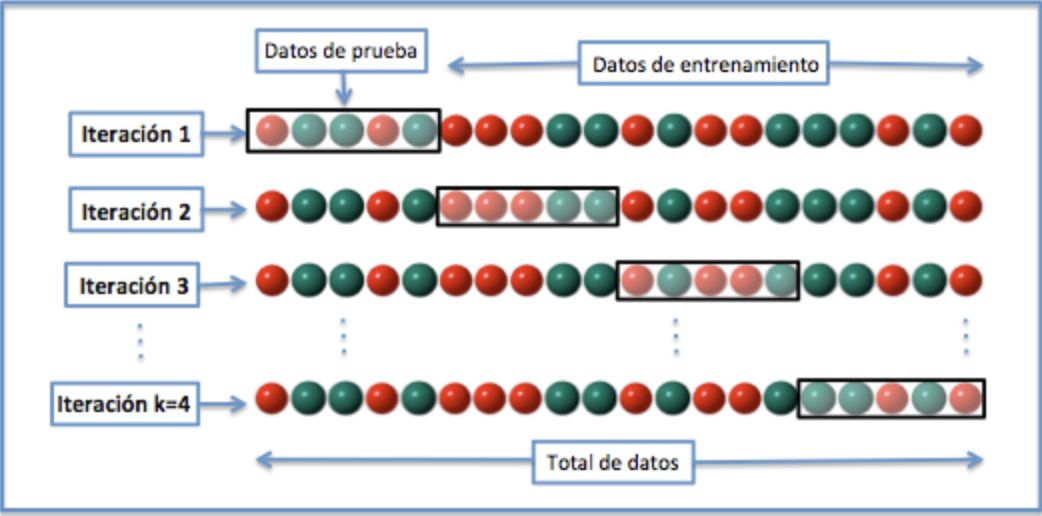 Datos de prueba
Datos de entrenamiento
Iteración 1
Iteración 2
Iteración 3
Iteración k=4
Total de datos